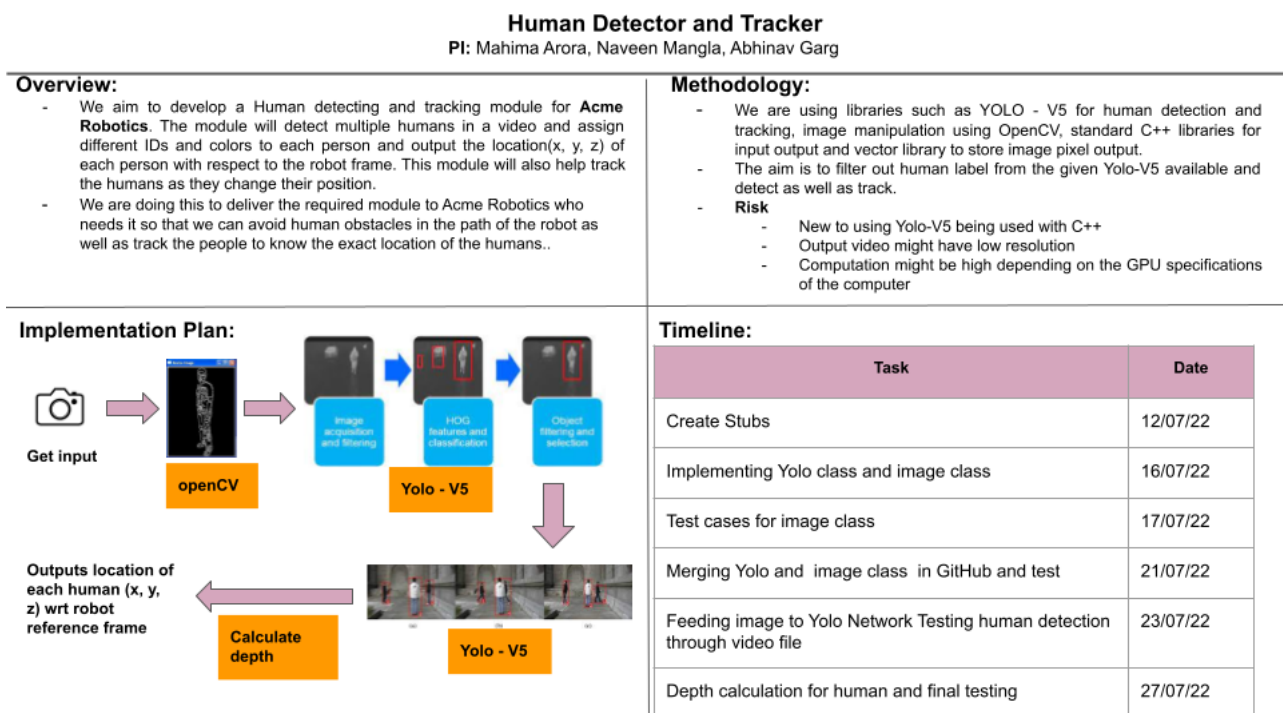 Human Detector and Tracker
PI: Mahima Arora, Naveen Mangla, Abhinav Garg
Overview:
- We aim to develop a Human detecting and tracking module for Acme
Robotics. The module will detect multiple humans in a video and assign
different IDs and colors to each person and output the location(x, y, z) of
each person with respect to the robot frame. This module will also help track
the humans as they change their position.
- We are doing this to deliver the required module to Acme Robotics who
needs it so that we can avoid human obstacles in the path of the robot as
well as track the people to know the exact location of the humans..
Methodology:
- We are using libraries such as YOLO - V5 for human detection and
tracking, image manipulation using OpenCV, standard C++ libraries for
input output and vector library to store image pixel output.
- The aim is to filter out human label from the given Yolo-V5 available and
detect as well as track.
- Risk
- New to using Yolo-V5 being used with C++
- Output video might have low resolution
- Computation might be high depending on the GPU specifications
of the computer
Implementation Plan:
Get input
openCV
Image
acquisition
and filtering
HOG
features and
classification
Object
filtering and
selection
Yolo - V5
Yolo - V5
Calculate
depth
Outputs location of
each human (x, y,
z) wrt robot
reference frame
Timeline:
Task Date
Create Stubs 12/07/22
Implementing Yolo class and image class 16/07/22
Test cases for image class 17/07/22
Merging Yolo and image class in GitHub and test 21/07/22
Feeding image to Yolo Network Testing human detection 23/07/22
through video file
Depth calculation for human and final testing 27/07/22